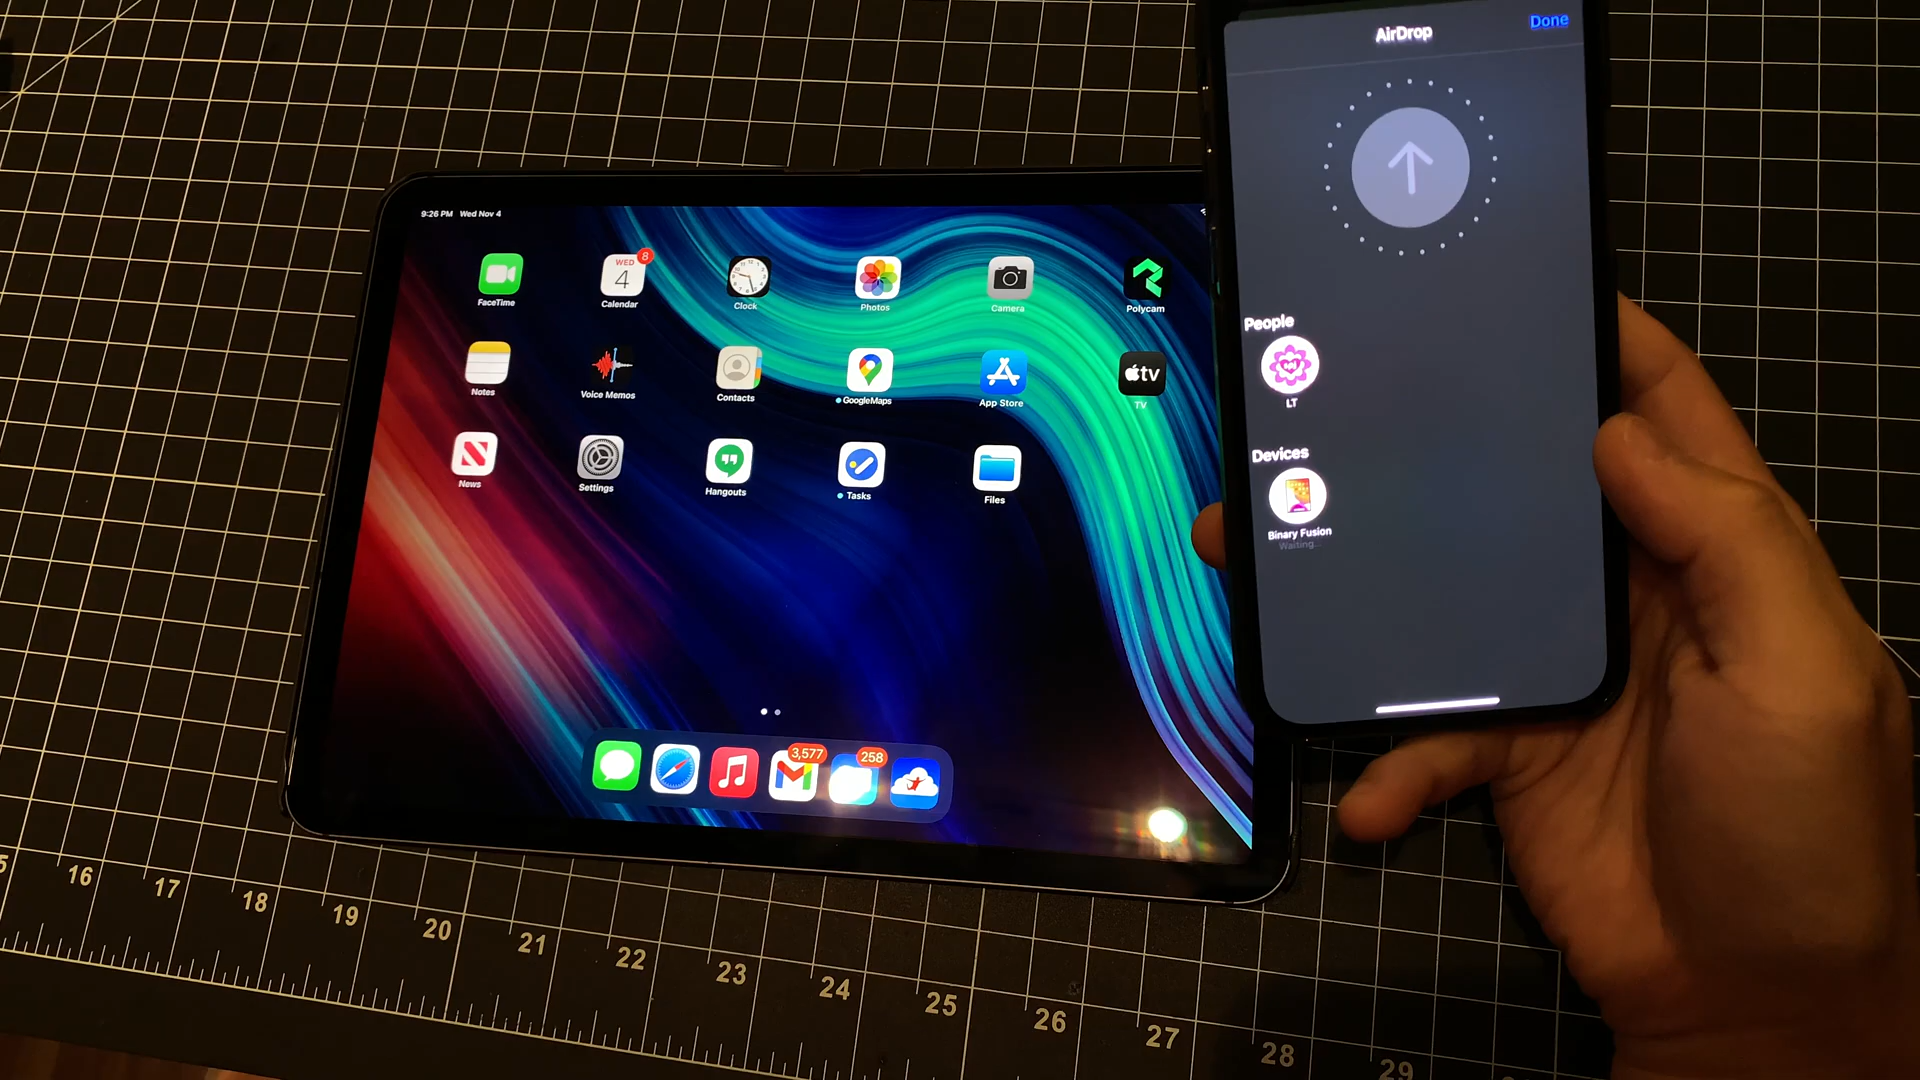 9:26 PM Wed Nov 4
FaceTime
WED
4
8
Calendar
Clock
Photos
Camera
Polycam
Notes
Voice Memos
Contacts
Google Maps
App Store
tv
TV
News
Settings
Hangouts
Tasks
Files
3,577
258
AirDrop
Done
People
LT
Devices
Binary Fusion
Waiting...
16
17
18
19
20
21
22
23
24
25
26
27
28
29